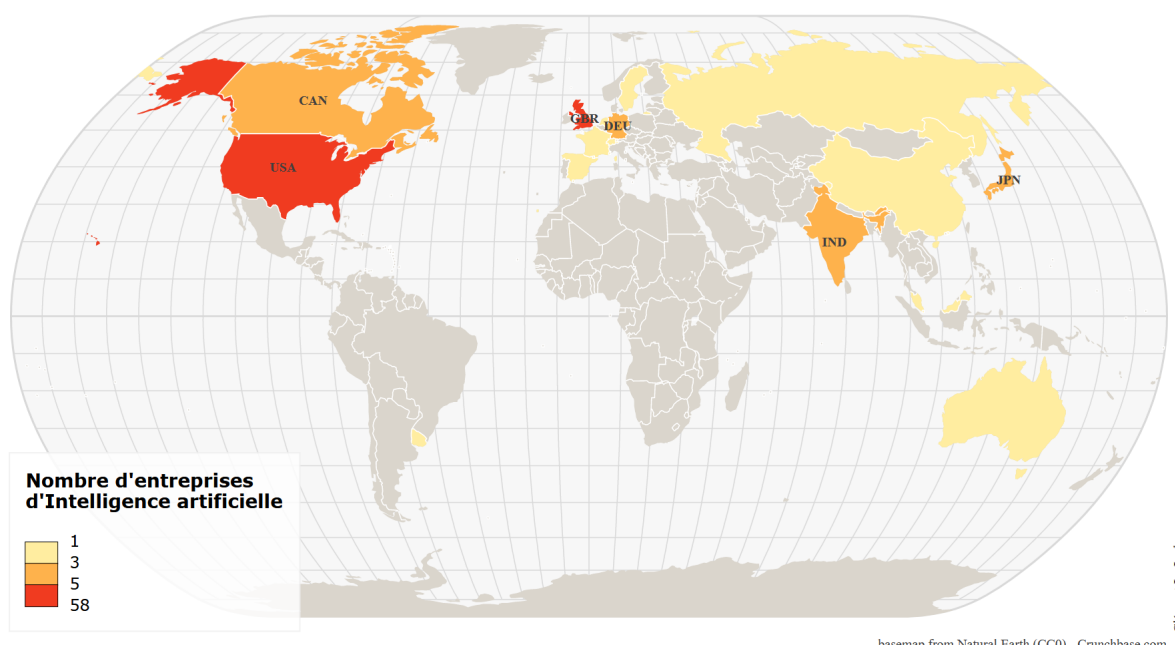 CAN
GBR
DEU
USA
JPN
IND
Nombre d'entreprises
d'Intelligence artificielle
1
3
5
58
basemap from Natural Earth (CC0) - Crunchbase.com